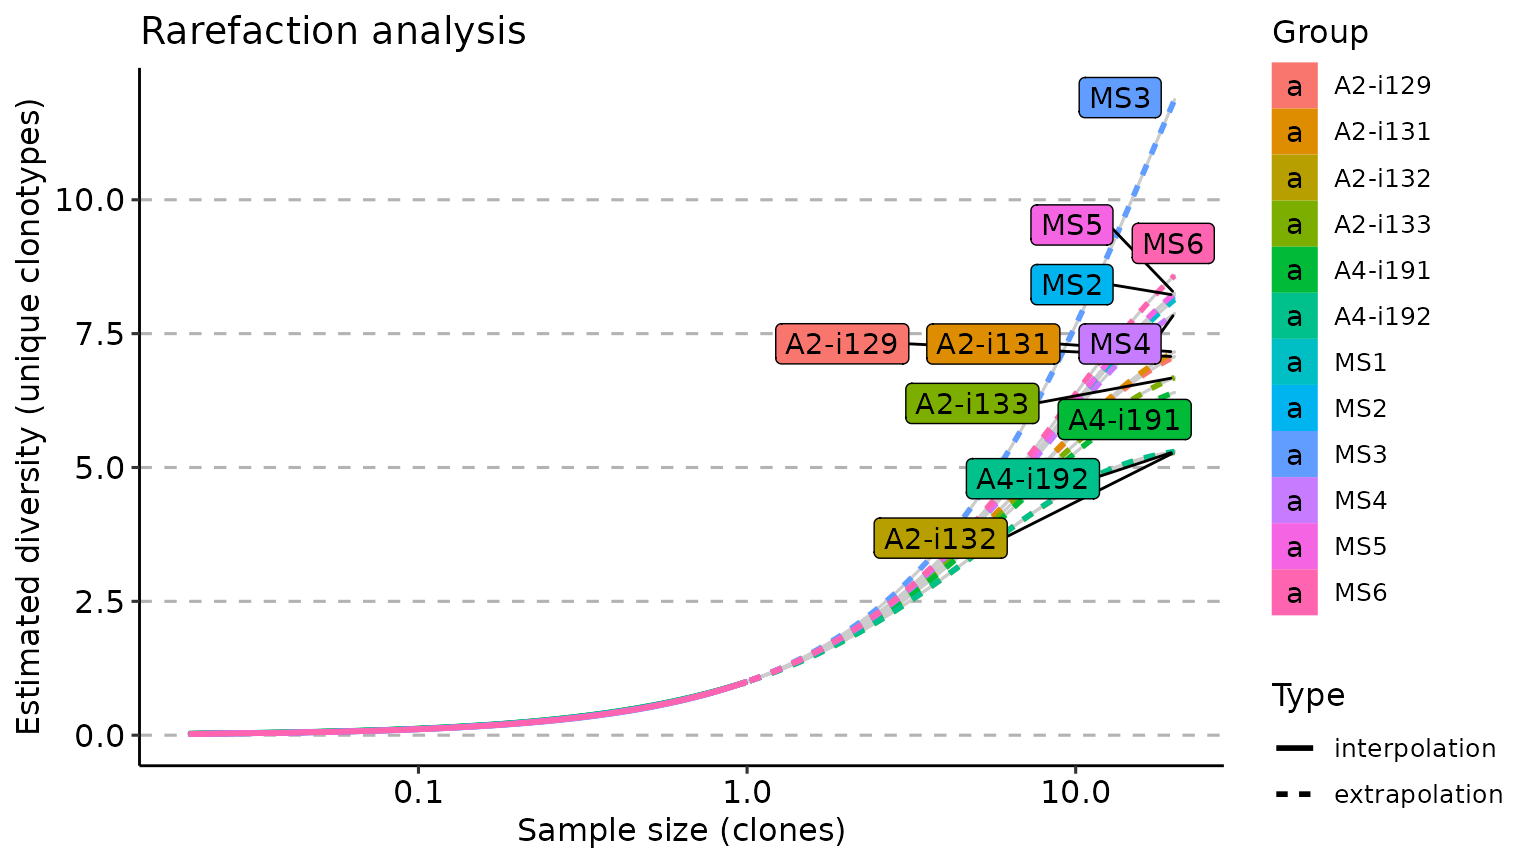 Rarefaction analysis
Estimated diversity (unique clonotypes)
10.0
7.5
5.0
2.5
0.0
0.1
1.0
10.0
Sample size (clones)
MS3
MS5
MS6
MS2
A2-i129
A2-i131
MS4
A2-i133
A4-i191
A4-i192
A2-i132
Group
a A2-i129
a A2-i131
a A2-i132
a A2-i133
a A4-i191
a A4-i192
a MS1
a MS2
a MS3
a MS4
a MS5
a MS6
Type
interpolation
extrapolation